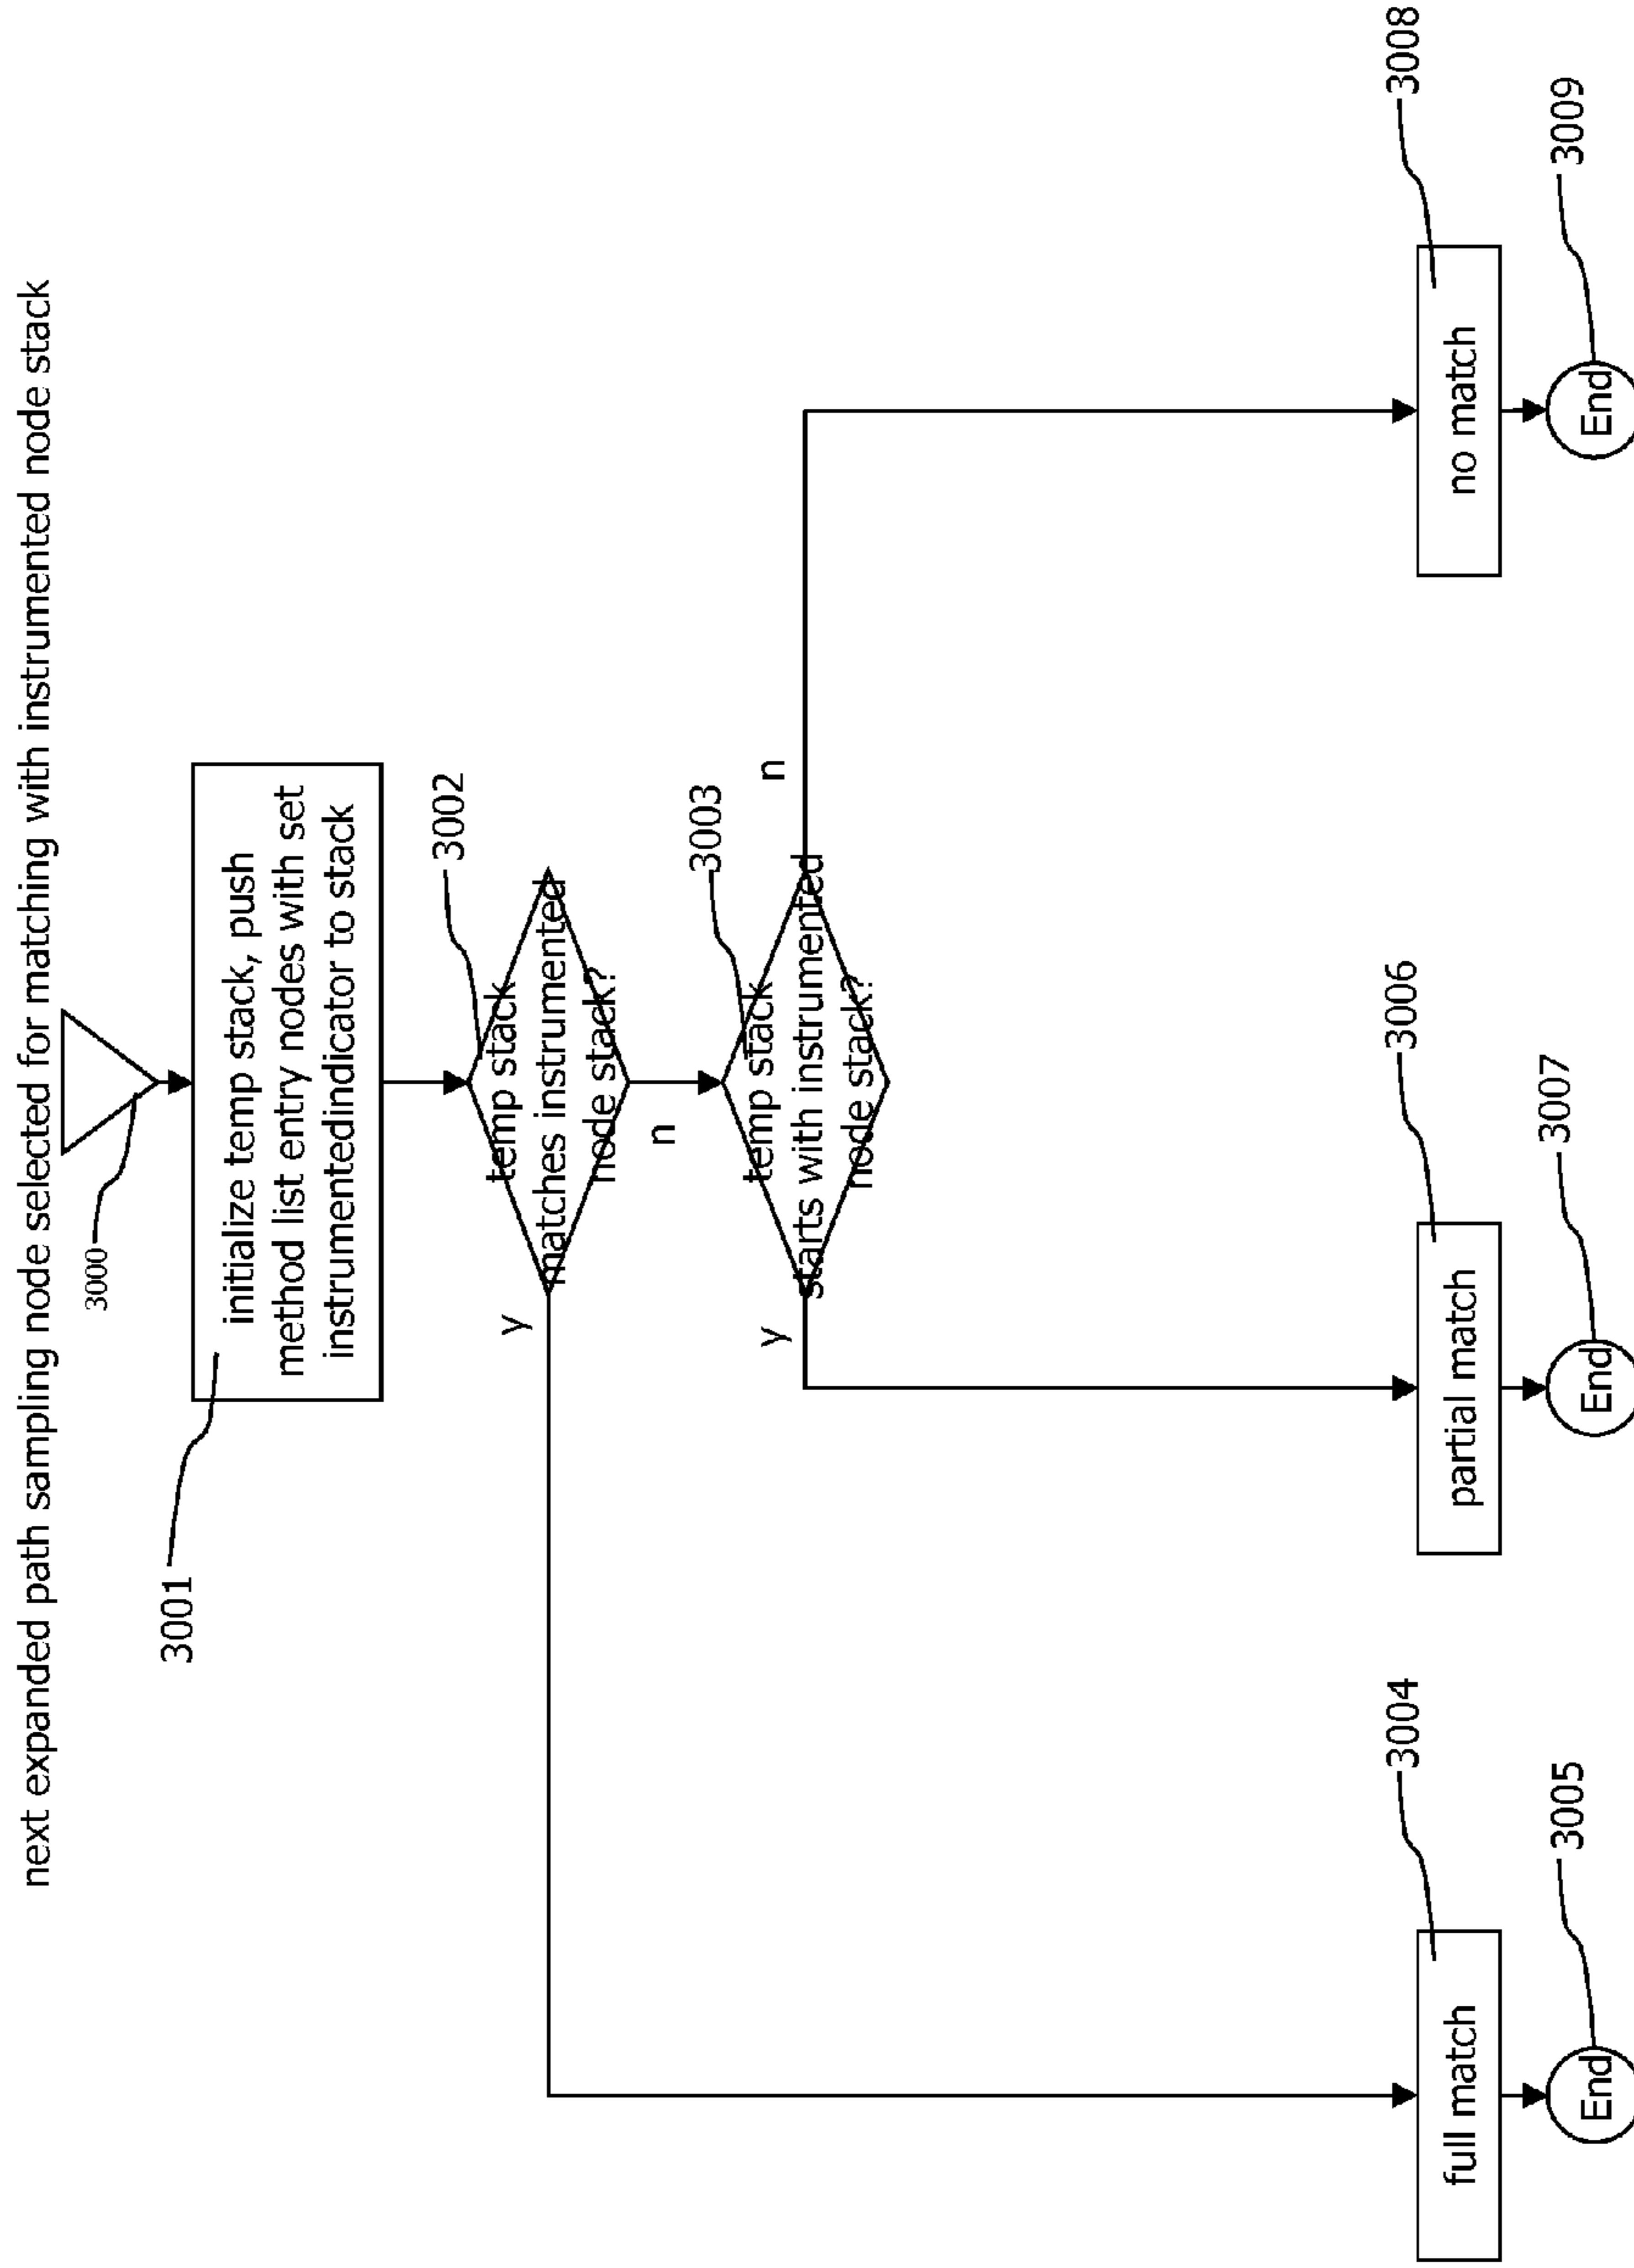 next expanded path sampling node selected for matching with instrumented node stack
3000
3001
initialize temp stack, push
method list entry nodes with set
instrumentedindicator to stack
3002
temp stack
matches instrumented
node stack?
y
n
3003
temp stack
starts with instrumented
node stack?
y
n
3004
full match
3005
End
3006
partial match
3007
End
3008
no match
3009
End